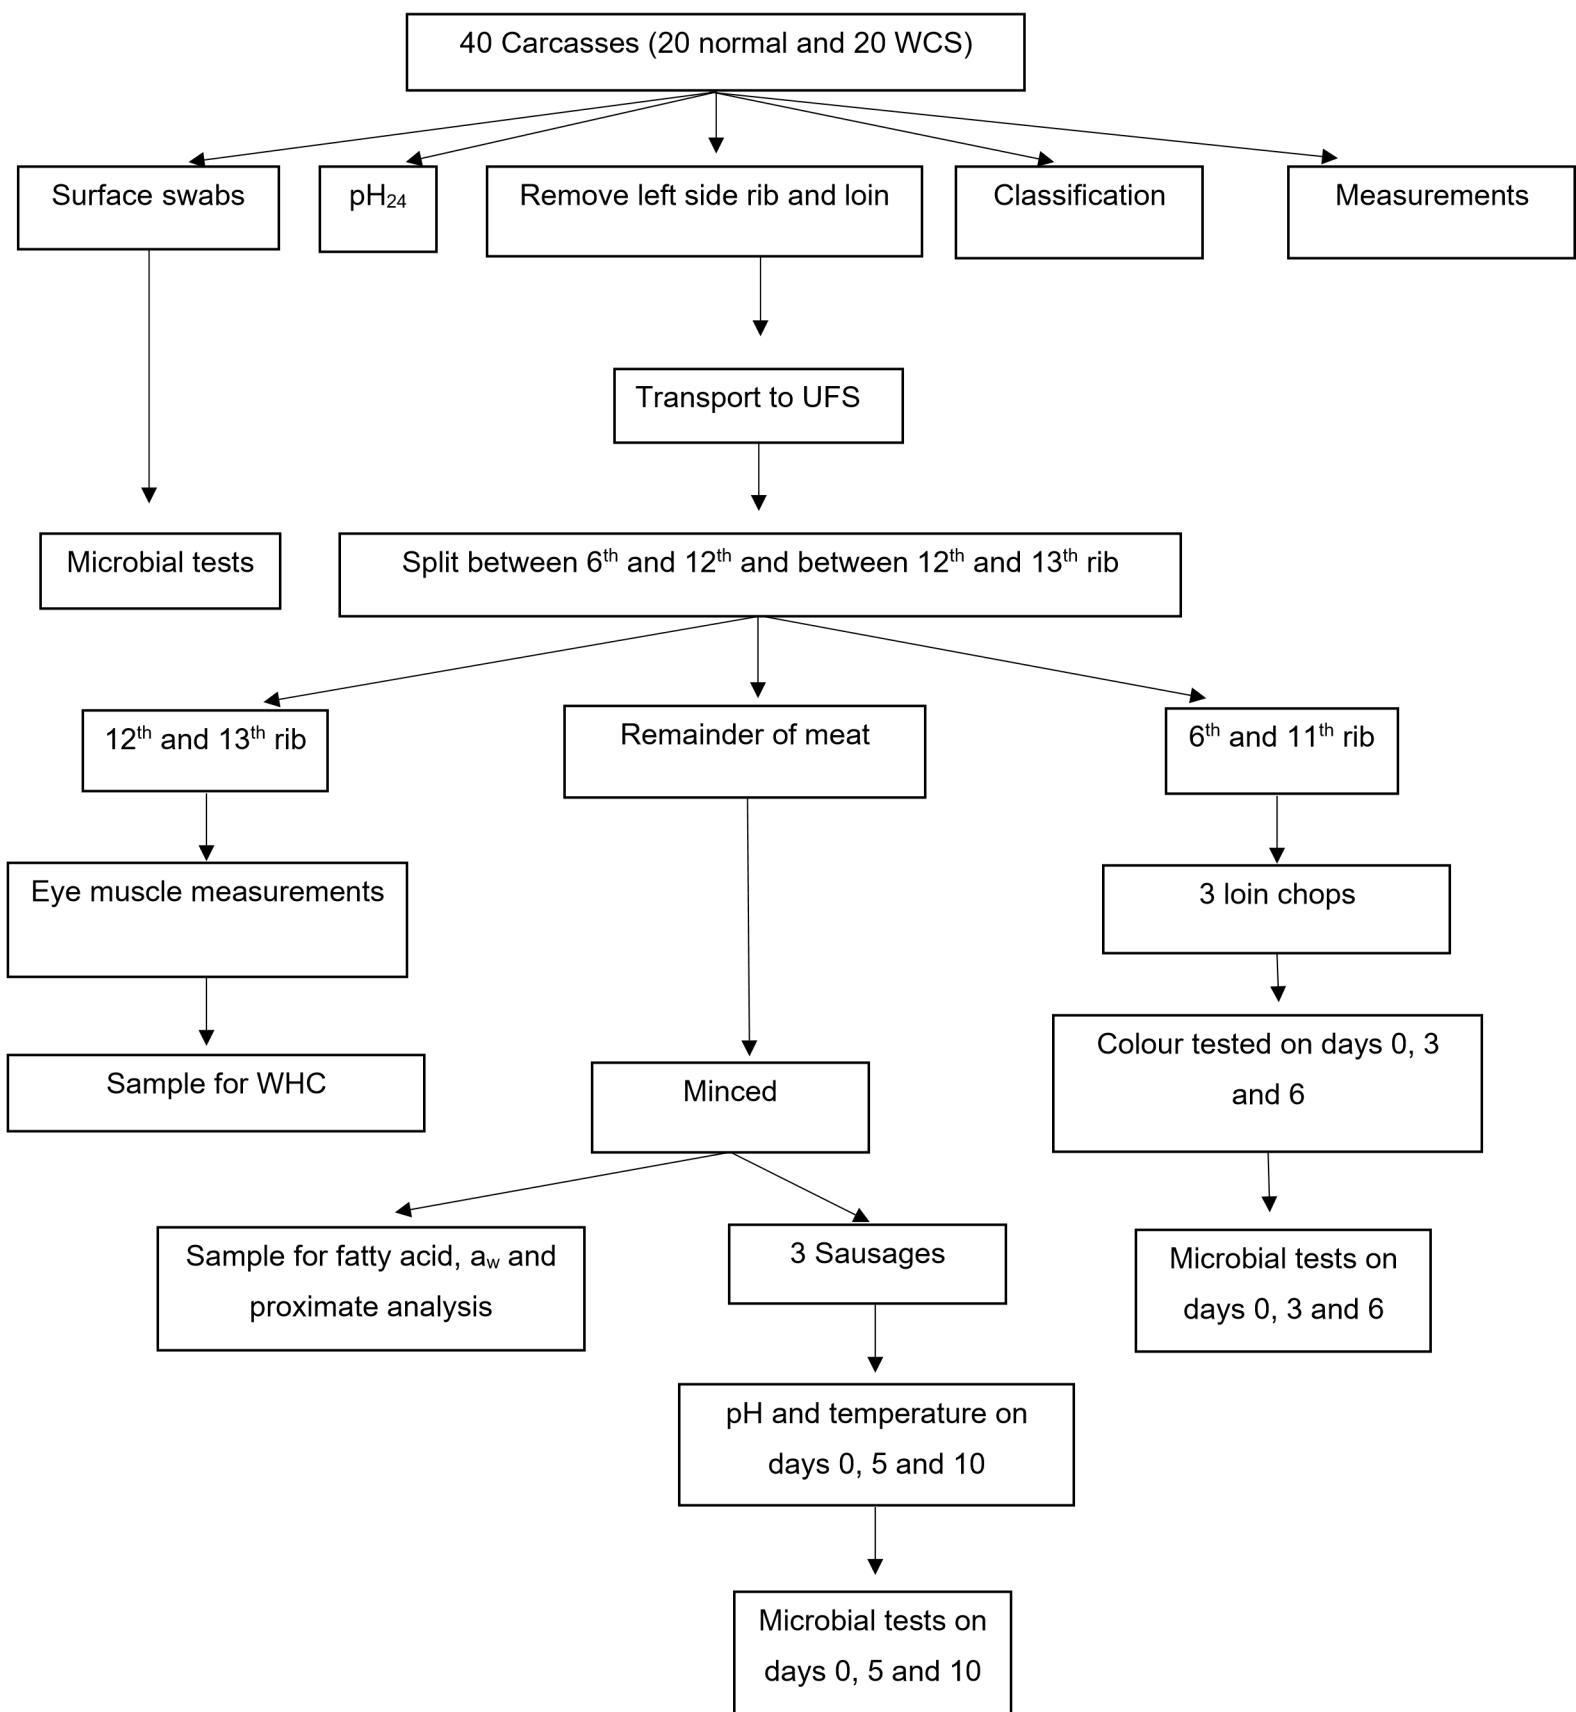 40 Carcasses (20 normal and 20 WCS)
Surface swabs
pH₂₄
Remove left side rib and loin
Classification
Measurements
Transport to UFS
Microbial tests
Split between 6ᵗʰ and 12ᵗʰ and between 12ᵗʰ and 13ᵗʰ rib
12ᵗʰ and 13ᵗʰ rib
Remainder of meat
6ᵗʰ and 11ᵗʰ rib
Eye muscle measurements
3 loin chops
Sample for WHC
Minced
Colour tested on days 0, 3
and 6
Sample for fatty acid, a𝓌 and
proximate analysis
3 Sausages
Microbial tests on
days 0, 3 and 6
pH and temperature on
days 0, 5 and 10
Microbial tests on
days 0, 5 and 10